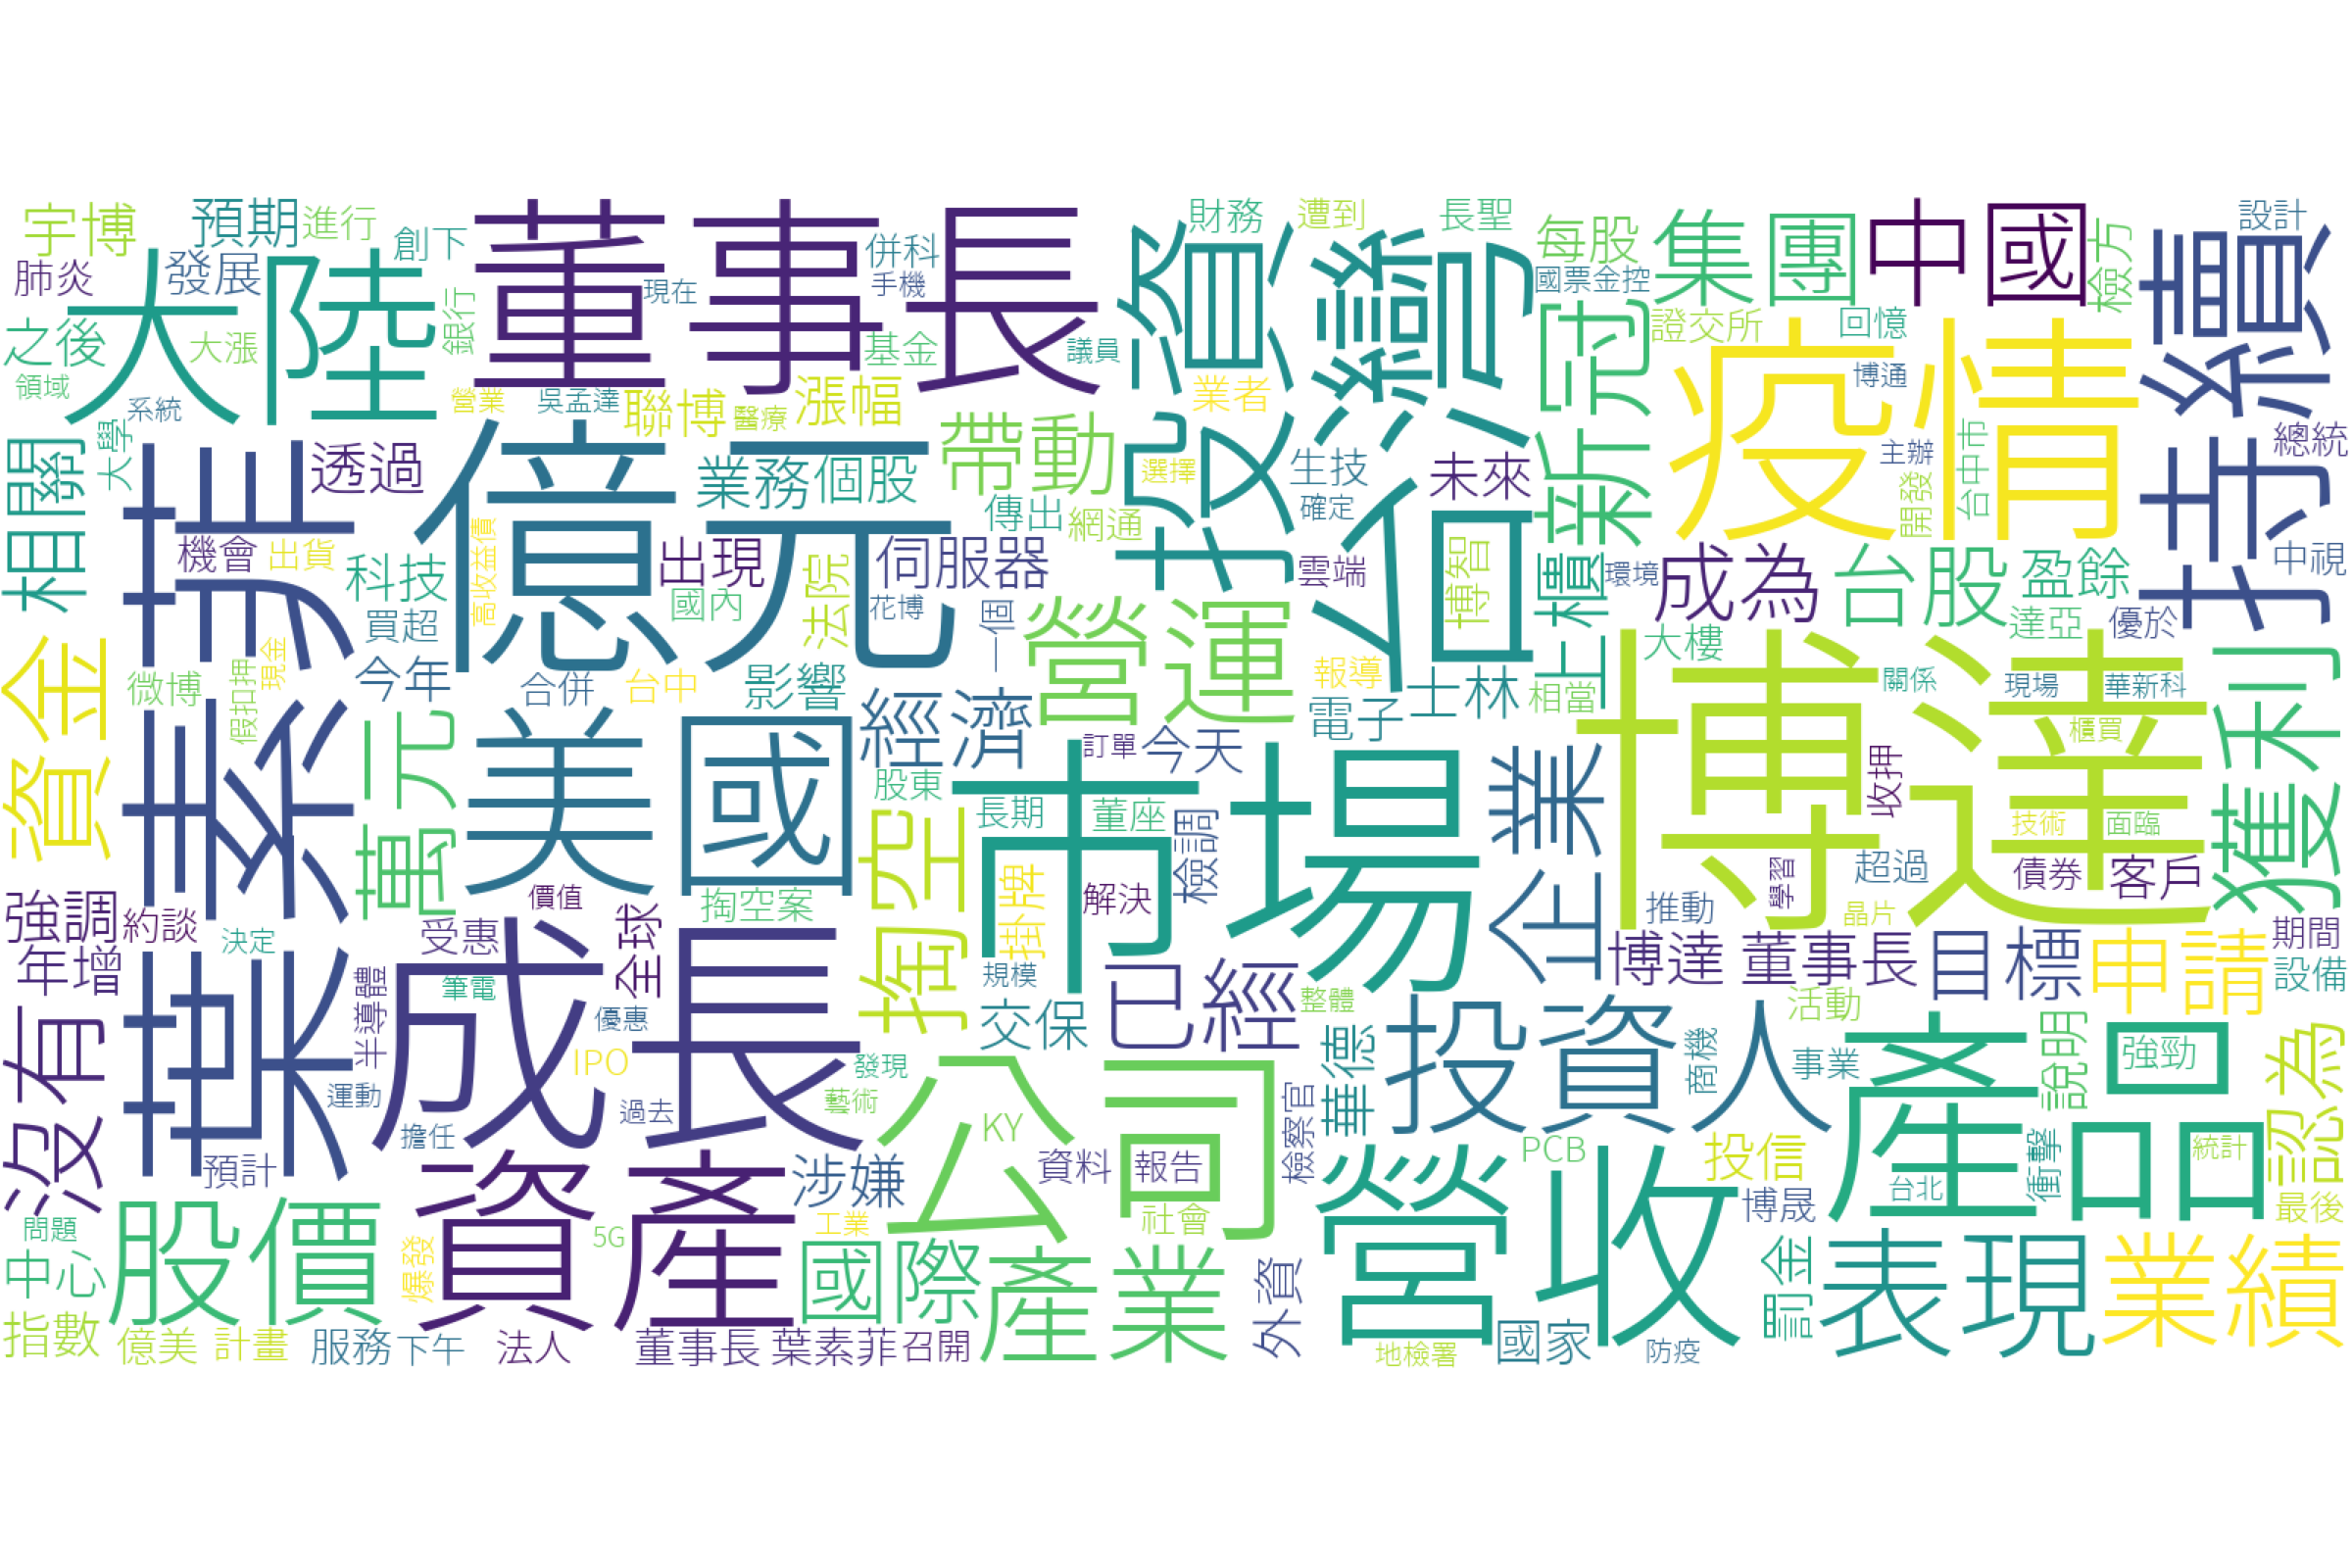 宇博
預期
進行
創下
董事長
併科
手機
現在
財務
遭到
長聖
每股
國票金控
集團
中國
檢方
設計
肺炎
發展
大陸
之後
大漲
銀行
領域
系統
基金
議員
投資
台灣
新冠
證交所
回憶
博通
疫情
持續
總統
相關
大學
葉素菲
透過
營業
吳孟達
聯博
醫療
漲幅
業者
億元
業務
個股
帶動
選擇
生技
確定
未來
主辦
開發
台中市
中視
機會
出貨
科技
高收益債
出現
法院
伺服器
傳出
網通
雲端
博智
上櫃
環境
成為
台股
盈餘
買超
國內
花博
一個
營運
報導
士林
相當
大樓
達亞
優於
資金
微博
假扣押
現金
今年
合併
台中
影響
經濟
訂單
今天
電子
關係
現場
華新科
櫃買
博達
獲利
萬元
美國
掏空
股東
長期
董座
檢調
市場
企業
收押
技術
面臨
學習
超過
債券
客戶
強調
約談
決定
受惠
價值
全球
掏空案
掛牌
解決
推動
晶片
年增
半導體
筆電
成長
優惠
規模
已經
整體
博達 董事長
目標
申請
期間
設備
沒有
運動
擔任
IPO
過去
發現
藝術
交保
公司
KY
檢察官
華德
投資人
商機
活動
事業
產品
說明
強勁
認為
預計
資產
涉嫌
資料
報告
社會
營收
PCB
投信
博晟
台北
衝擊
統計
最後
問題
中心
股價
爆發
5G
工業
國際
產業
外資
罰金
表現
業績
指數
億美
計畫
服務
下午
法人
董事長 葉素菲
召開
地檢署
國家
防疫